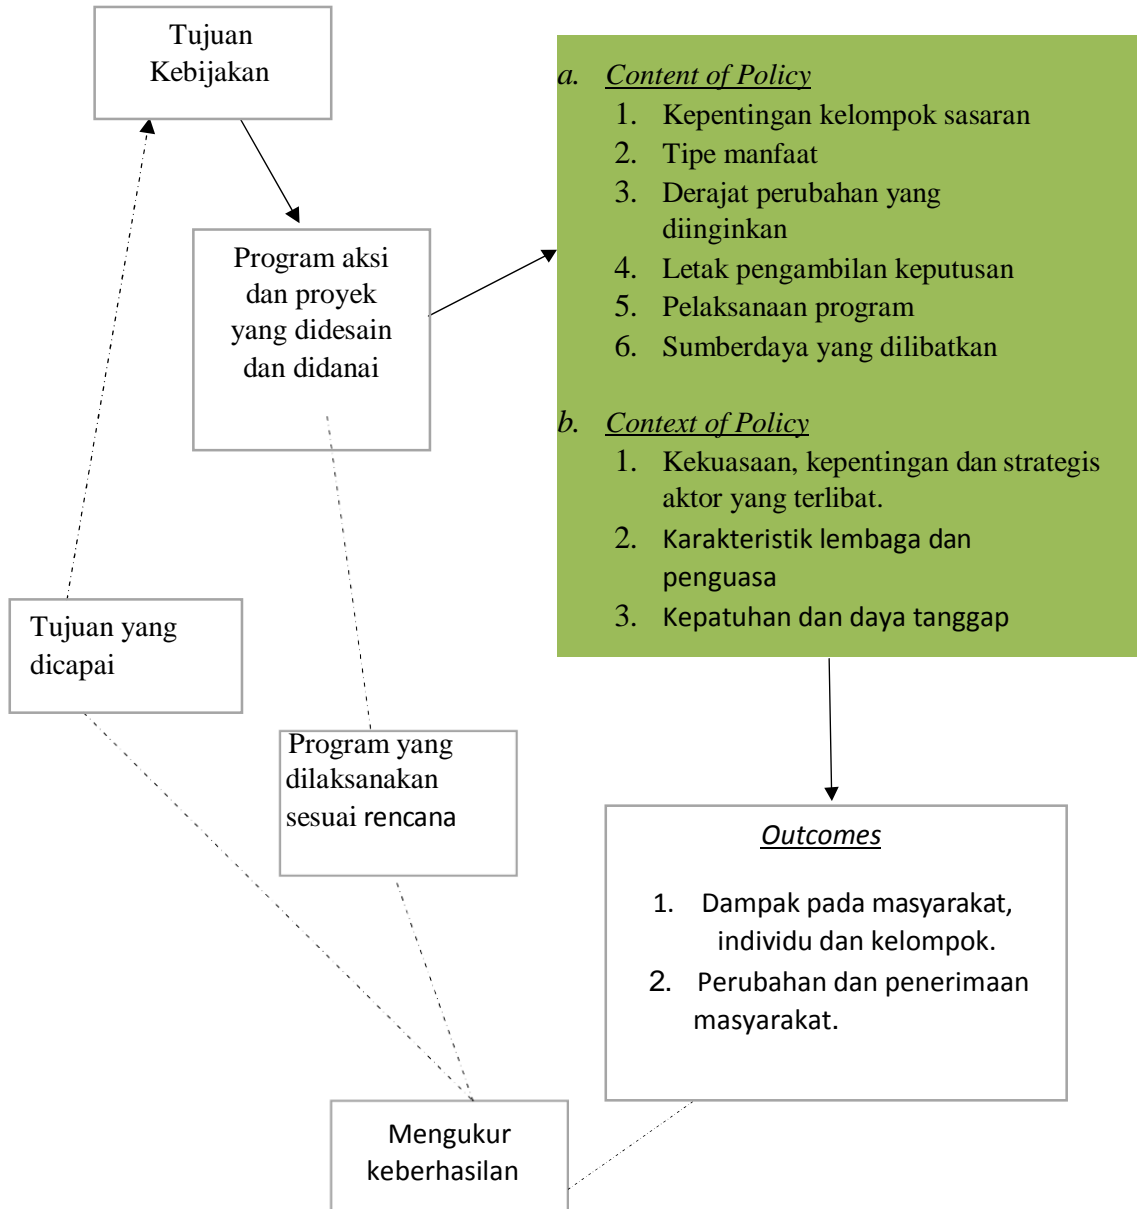 Tujuan
Kebijakan
a. Content of Policy
1. Kepentingan kelompok sasaran
2. Tipe manfaat
3. Derajat perubahan yang
diinginkan
4. Letak pengambilan keputusan
5. Pelaksanaan program
6. Sumberdaya yang dilibatkan
b. Context of Policy
1. Kekuasaan, kepentingan dan strategis
aktor yang terlibat.
2. Karakteristik lembaga dan
penguasa
3. Kepatuhan dan daya tanggap
Program aksi
dan proyek
yang didesain
dan didanai
Tujuan yang
dicapai
Program yang
dilaksanakan
sesuai rencana
Outcomes
1. Dampak pada masyarakat,
individu dan kelompok.
2. Perubahan dan penerimaan
masyarakat.
Mengukur
keberhasilan